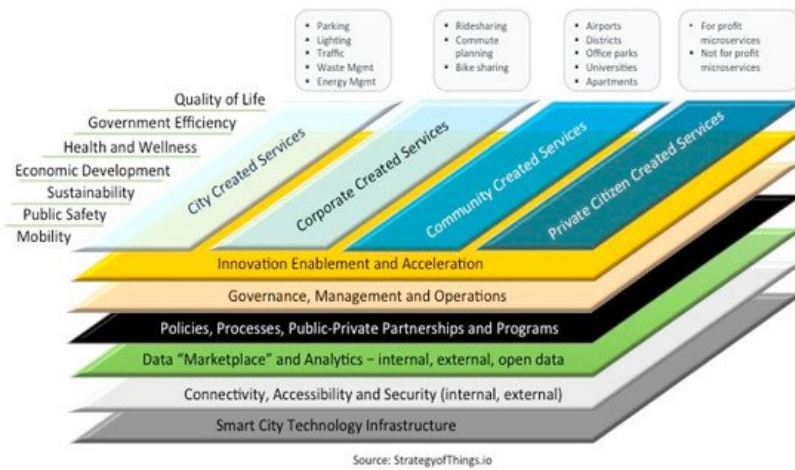 Parking
Lighting
Traffic
Waste Mgmt
Energy Mgmt
Ridesharing
Commute
planning
Bike sharing
Airports
Districts
Office parks
Universities
Apartments
For profit
microservices
Not for profit
microservices
Quality of Life
Government Efficiency
Health and Wellness
Economic Development
Sustainability
Public Safety
Mobility
City Created Services
Corporate Created Services
Community Created Services
Private Citizen Created Services
Innovation Enablement and Acceleration
Governance, Management and Operations
Policies, Processes, Public-Private Partnerships and Programs
Data “Marketplace” and Analytics – internal, external, open data
Connectivity, Accessibility and Security (internal, external)
Smart City Technology Infrastructure
Source: StrategyofThings.io